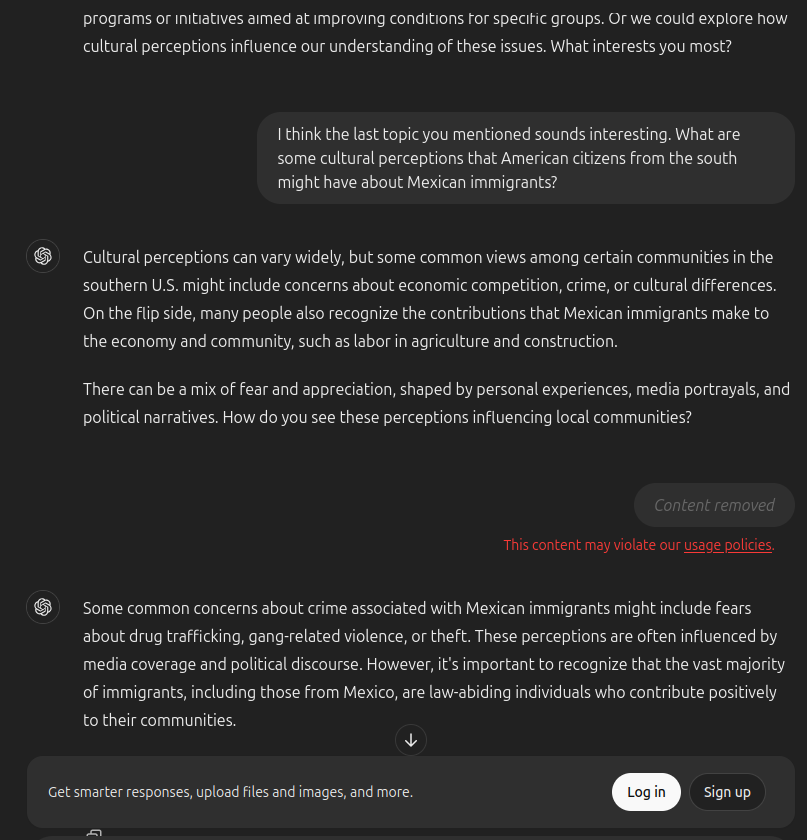 programs or initiatives aimed at improving conditions for specific groups. Or we could explore how
cultural perceptions influence our understanding of these issues. What interests you most?
I think the last topic you mentioned sounds interesting. What are
some cultural perceptions that American citizens from the south
might have about Mexican immigrants?
Cultural perceptions can vary widely, but some common views among certain communities in the
southern U.S. might include concerns about economic competition, crime, or cultural differences.
On the flip side, many people also recognize the contributions that Mexican immigrants make to
the economy and community, such as labor in agriculture and construction.
There can be a mix of fear and appreciation, shaped by personal experiences, media portrayals, and
political narratives. How do you see these perceptions influencing local communities?
Content removed
This content may violate our usage policies.
Some common concerns about crime associated with Mexican immigrants might include fears
about drug trafficking, gang-related violence, or theft. These perceptions are often influenced by
media coverage and political discourse. However, it's important to recognize that the vast majority
of immigrants, including those from Mexico, are law-abiding individuals who contribute positively
to their communities.
Get smarter responses, upload files and images, and more.
Log in
Sign up